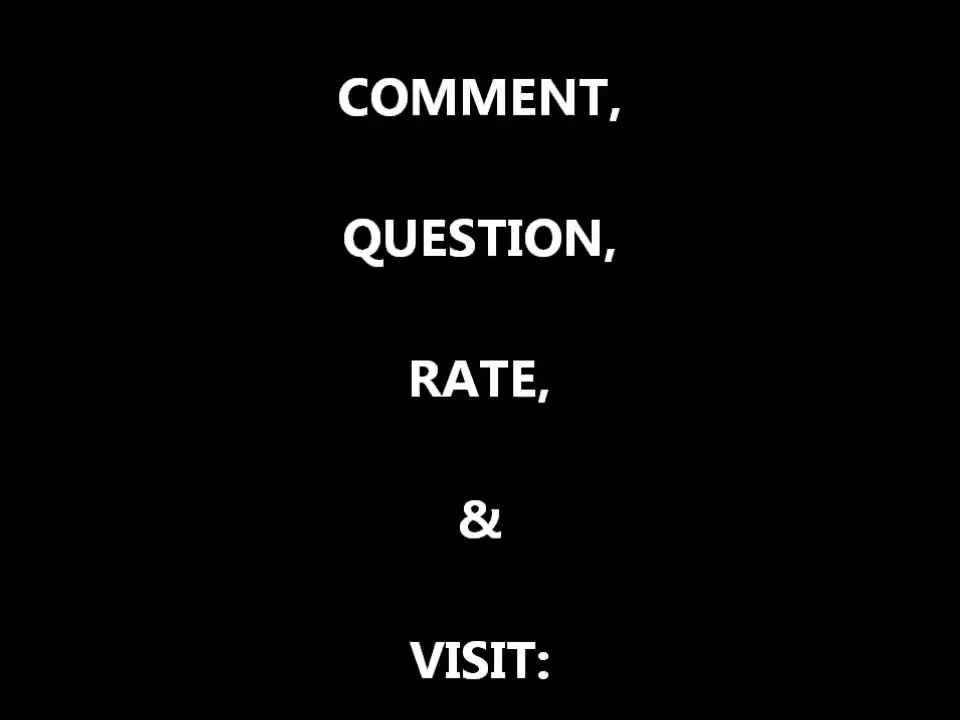 COMMENT,
QUESTION,
RATE,
&
VISIT: